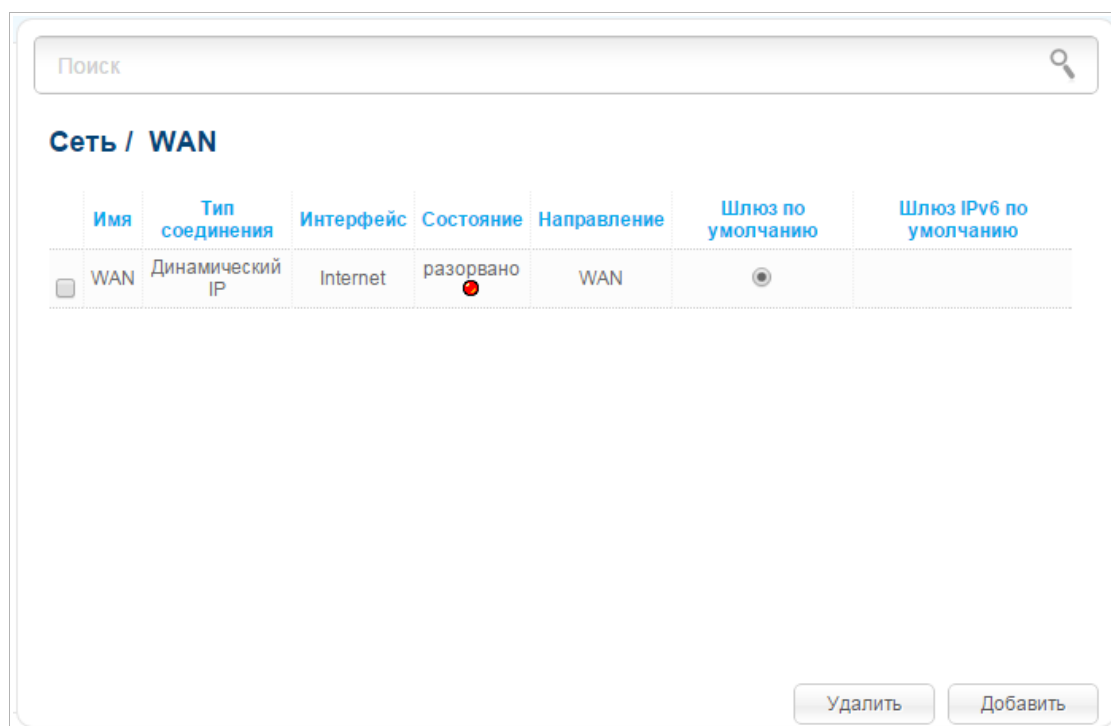 Поиск
Сеть / WAN
Имя Тип соединения Интерфейс Состояние Направление Шлюз по умолчанию Шлюз IPv6 по умолчанию
WAN Динамический IP Internet разорвано WAN
Удалить Добавить